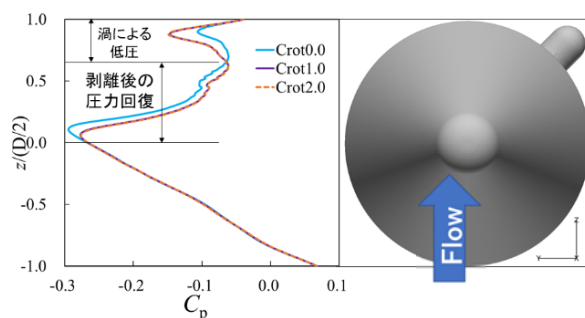 1.0
0.5
0.0
-0.5
-1.0
z/(D/2)
渦による
低圧
剥離後の
圧力回復
Crot0.0
Crot1.0
Crot2.0
-0.3
-0.2
-0.1
0.0
0.1
Cp
Flow
Z
Y
X